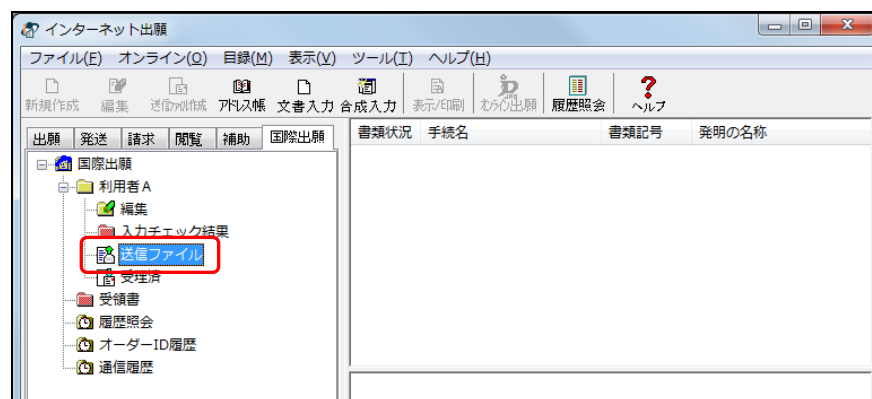 インターネット出願
ファイル(F) オンライン(O) 目録(M) 表示(V) ツール(T) ヘルプ(H)
新規作成 編集 送信ファイル作成 アドレス帳 文書入力 合成入力 表示/印刷 オンライン出願 履歴照会 ヘルプ
出願 発送 請求 閲覧 補助 国際出願
書類状況 手続名 書類記号 発明の名称
国際出願
利用者A
編集
入力チェック結果
送信ファイル
受理済
受領書
履歴照会
オーダーID履歴
通信履歴